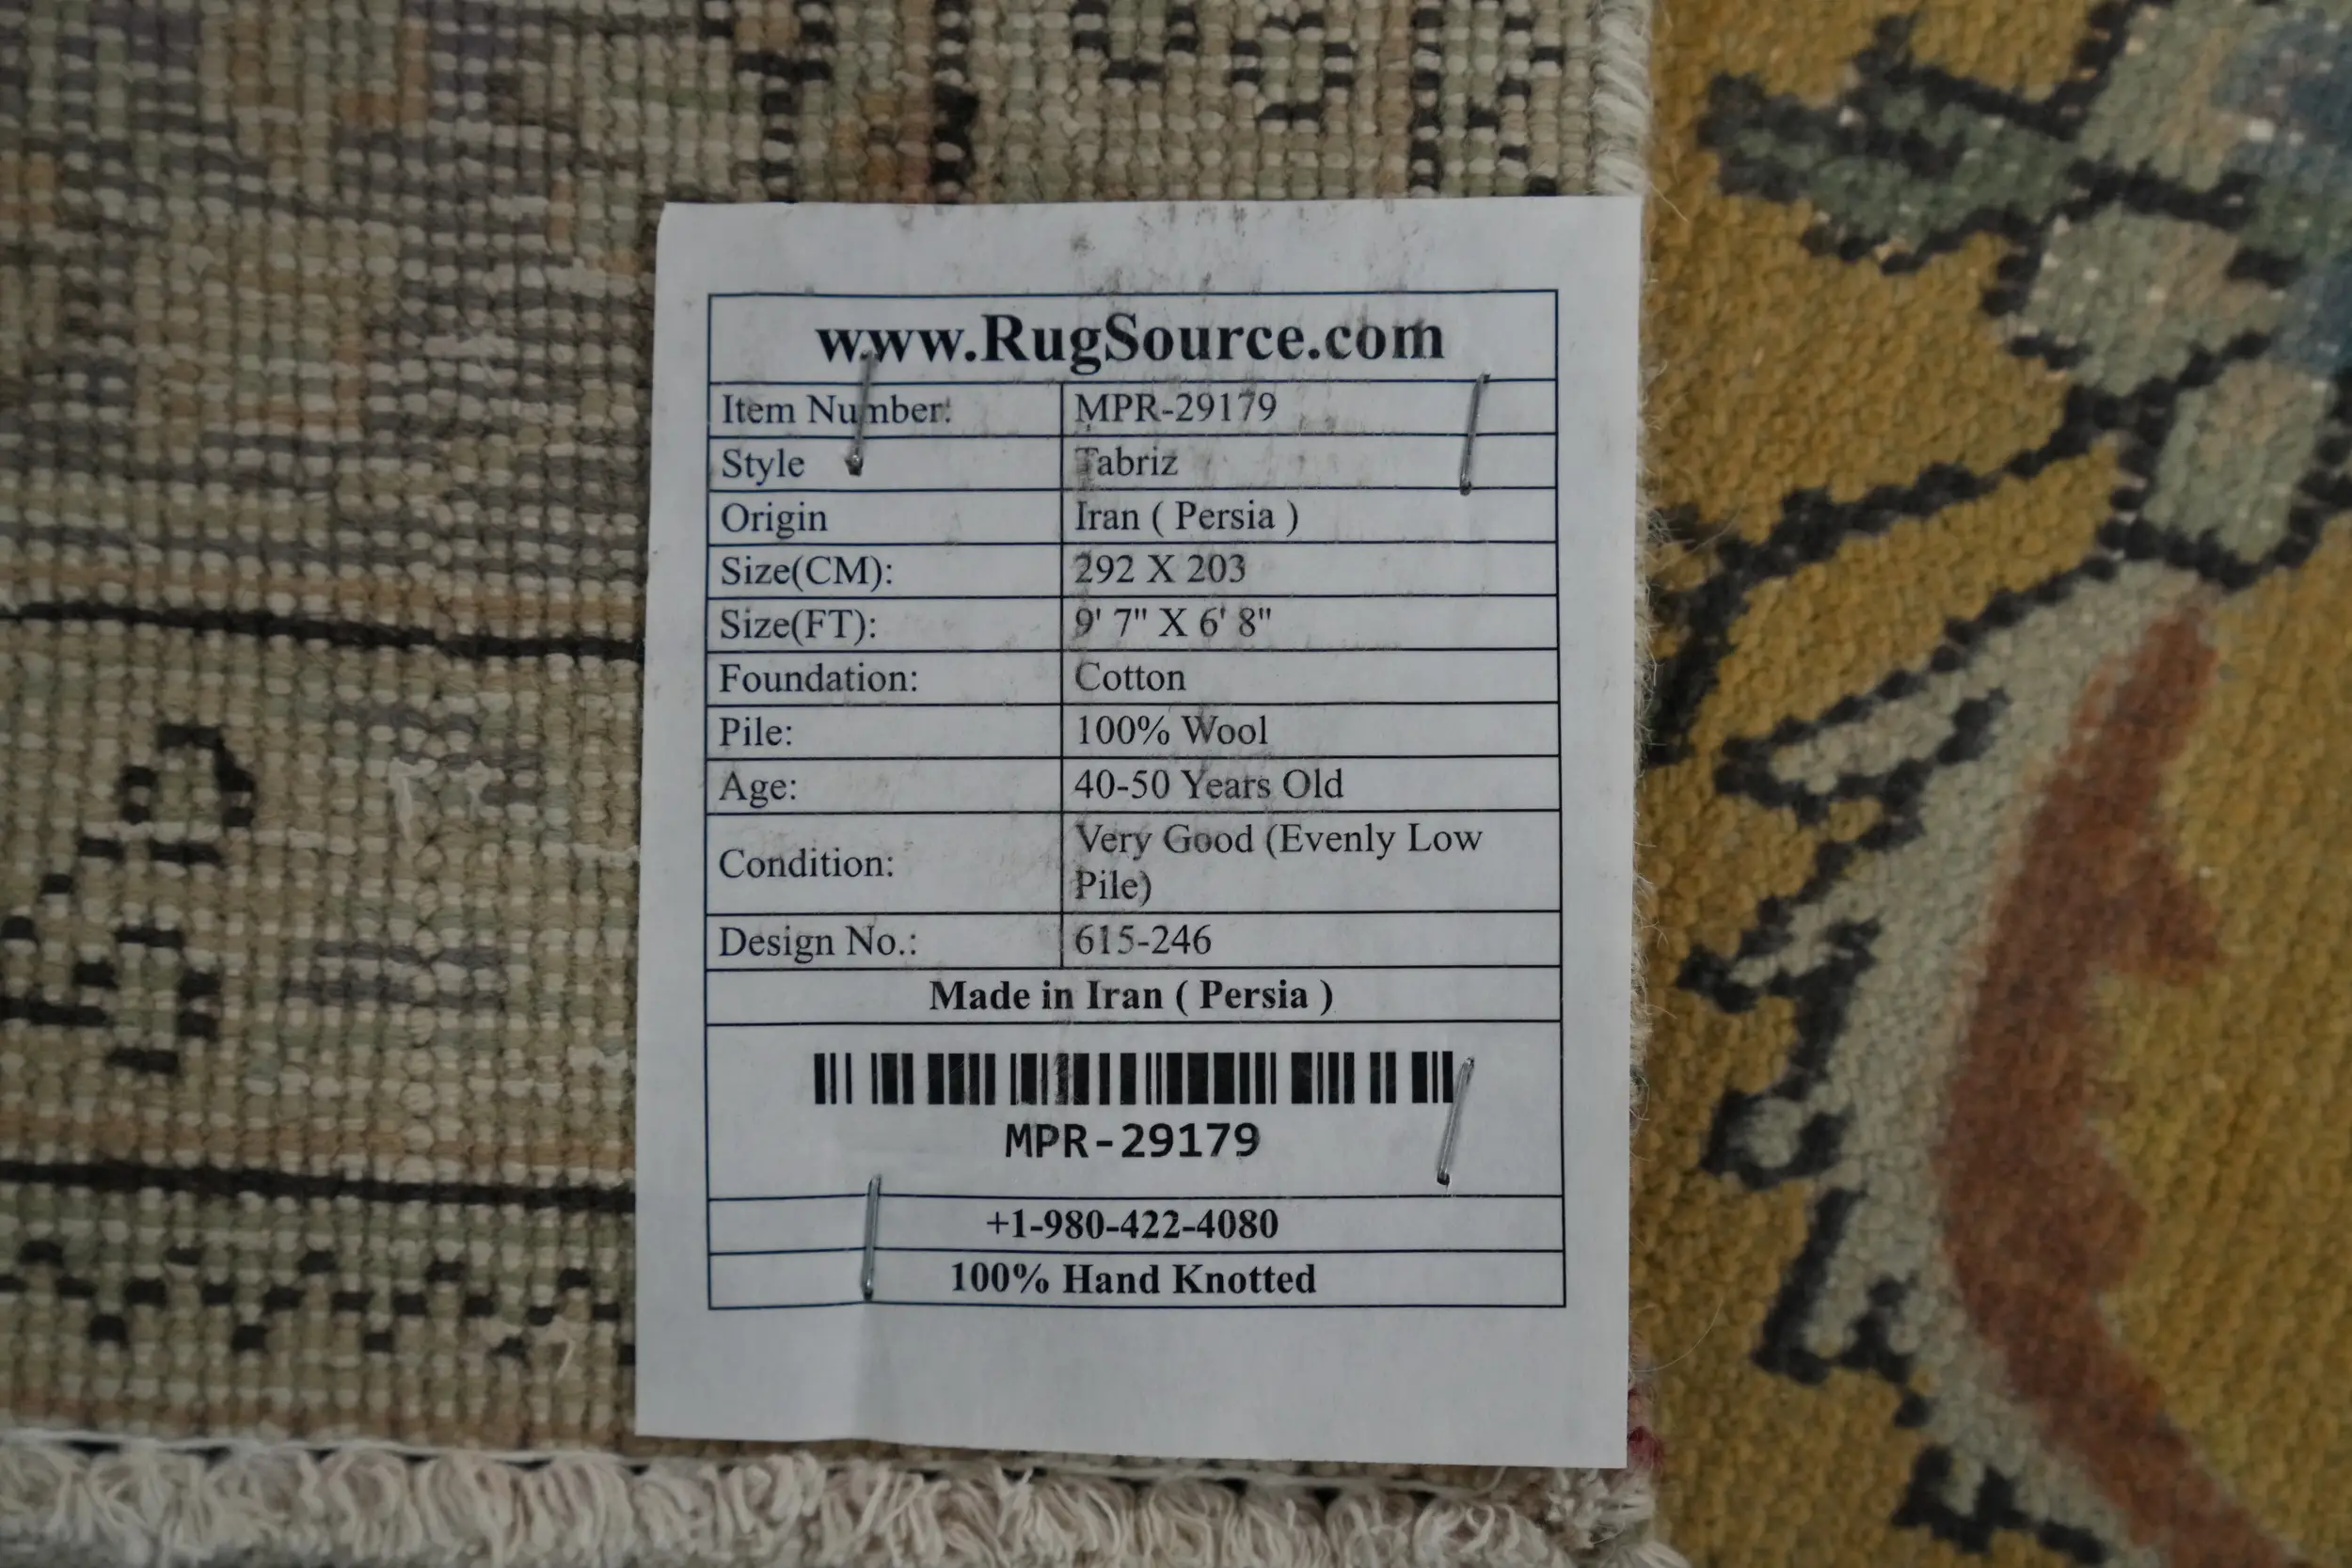 www.RugSource.com
Item Number: MPR-29179
Style Tabriz
Origin Iran ( Persia )
Size(CM): 292 X 203
Size(FT): 9' 7" X 6' 8"
Foundation: Cotton
Pile: 100% Wool
Age: 40-50 Years Old
Condition: Very Good (Evenly Low
Pile)
Design No.: 615-246
Made in Iran ( Persia )
MPR-29179
+1-980-422-4080
100% Hand Knotted